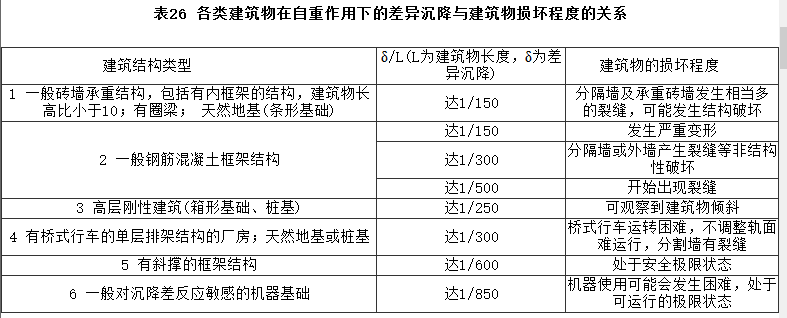 表26 各类建筑物在自重作用下的差异沉降与建筑物损坏程度的关系
建筑结构类型
δ/L(L为建筑物长度，δ为差
异沉降)
建筑物的损坏程度
1 一般砖墙承重结构，包括有内框架的结构，建筑物长
高比小于10；有圈梁； 天然地基(条形基础)
达1/150
分隔墙及承重砖墙发生相当多
的裂缝，可能发生结构破坏
2 一般钢筋混凝土框架结构
达1/150
发生严重变形
达1/300
分隔墙或外墙产生裂缝等非结构
性破坏
达1/500
开始出现裂缝
3 高层刚性建筑(箱形基础、桩基)
达1/250
可观察到建筑物倾斜
4 有桥式行车的单层排架结构的厂房；天然地基或桩基
达1/300
桥式行车运转困难，不调整轨面
难运行，分割墙有裂缝
5 有斜撑的框架结构
达1/600
处于安全极限状态
6 一般对沉降差反应敏感的机器基础
达1/850
机器使用可能会发生困难，处于
可运行的极限状态